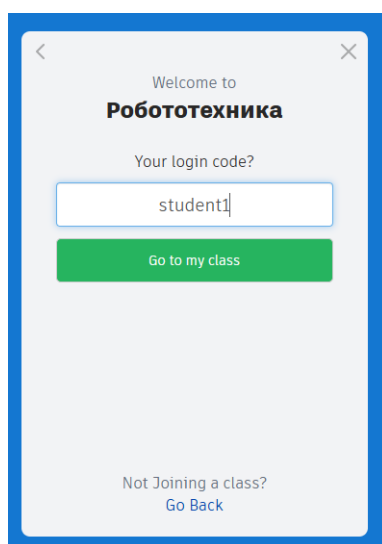 Welcome to
Робототехника
Your login code?
student1
Go to my class
Not Joining a class?
Go Back